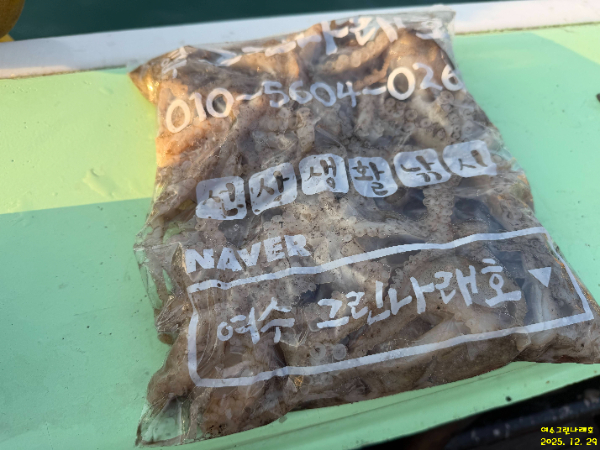 010-5604-026
선사생활낚시
NAVER
여수 그린나래호
여수그린나래호
2025. 12. 29